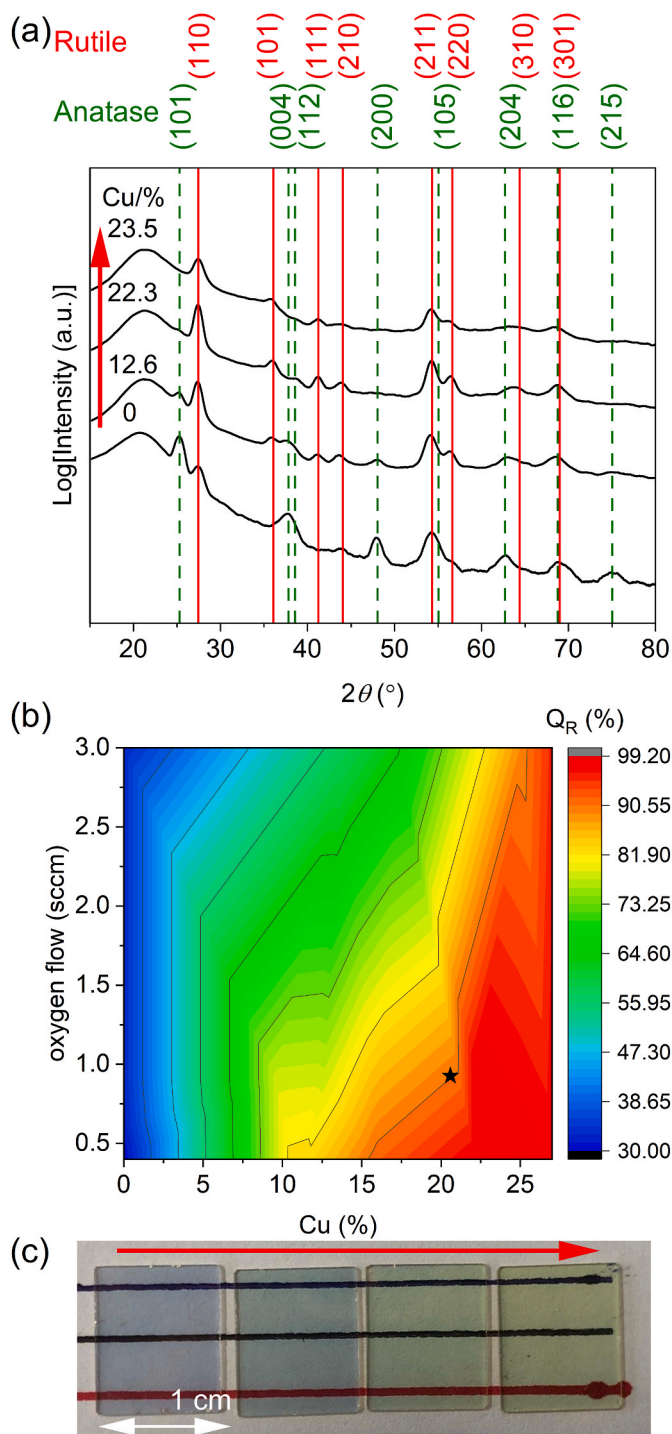 (a)
Rutile (110) (101) (111) (210) (211) (220) (310) (301)
Anatase (101) (004) (112) (200) (105) (204) (116) (215)
Cu/%
23.5
22.3
12.6
0
Log[Intensity (a.u.)]
20 30 40 50 60 70 80
2θ (°)
(b)
Q_R (%)
3.0 99.20
2.5 90.55
81.90
2.0 73.25
64.60
1.5 55.95
1.0 47.30
38.65
0.5 30.00
oxygen flow (sccm)
0 5 10 15 20 25
Cu (%)
(c)
1 cm